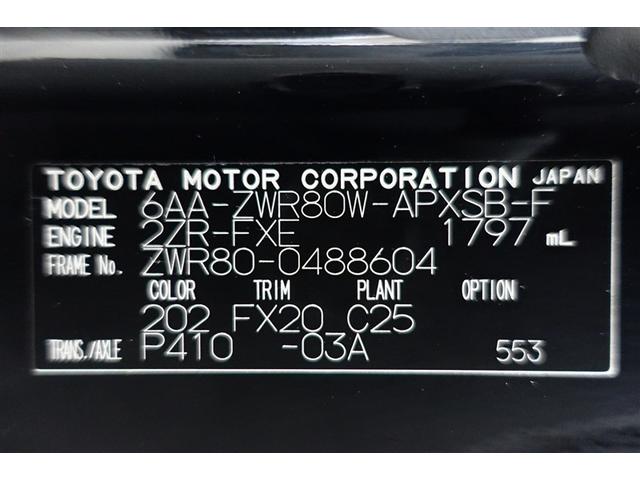 TOYOTA MOTOR CORPORATION JAPAN
MODEL 6AA-ZWR80W-APXSB-F
ENGINE 2ZR-FXE 1797 mL
FRAME No. ZWR80-0488604
COLOR TRIM PLANT OPTION
202 FX20 C25
TRANS./AXLE P410 -03A 553